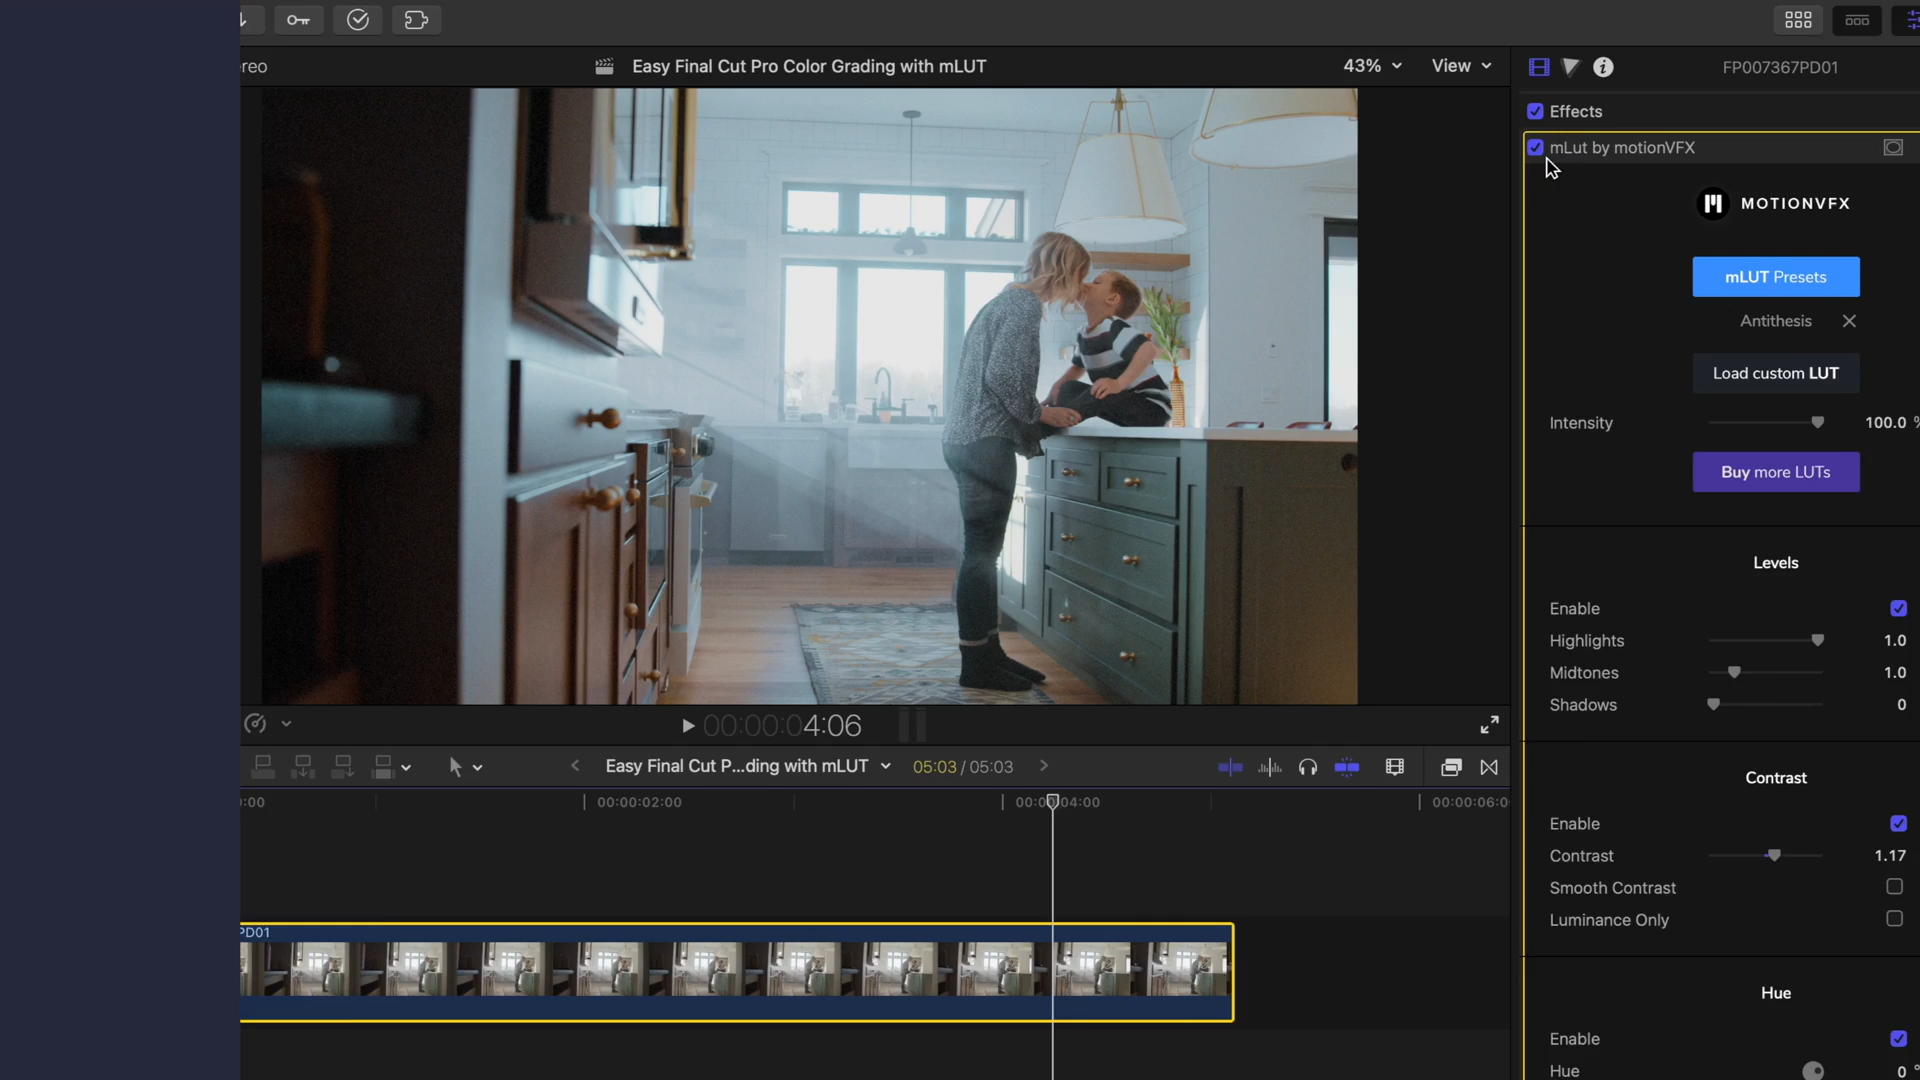 reo
Easy Final Cut Pro Color Grading with mLUT
43%
View
FP007367PD01
Effects
mLut by motionVFX
MOTIONVFX
mLUT Presets
Antithesis
Load custom LUT
Intensity
100.0 %
Buy more LUTs
Levels
Enable
Highlights
1.0
Midtones
1.0
Shadows
0
Contrast
Enable
Contrast
1.17
Smooth Contrast
Luminance Only
Hue
Enable
Hue
0 °
00:00:04:06
Easy Final Cut P...ding with mLUT
05:03 / 05:03
:00
00:00:02:00
00:00:04:00
00:00:06:0
PD01